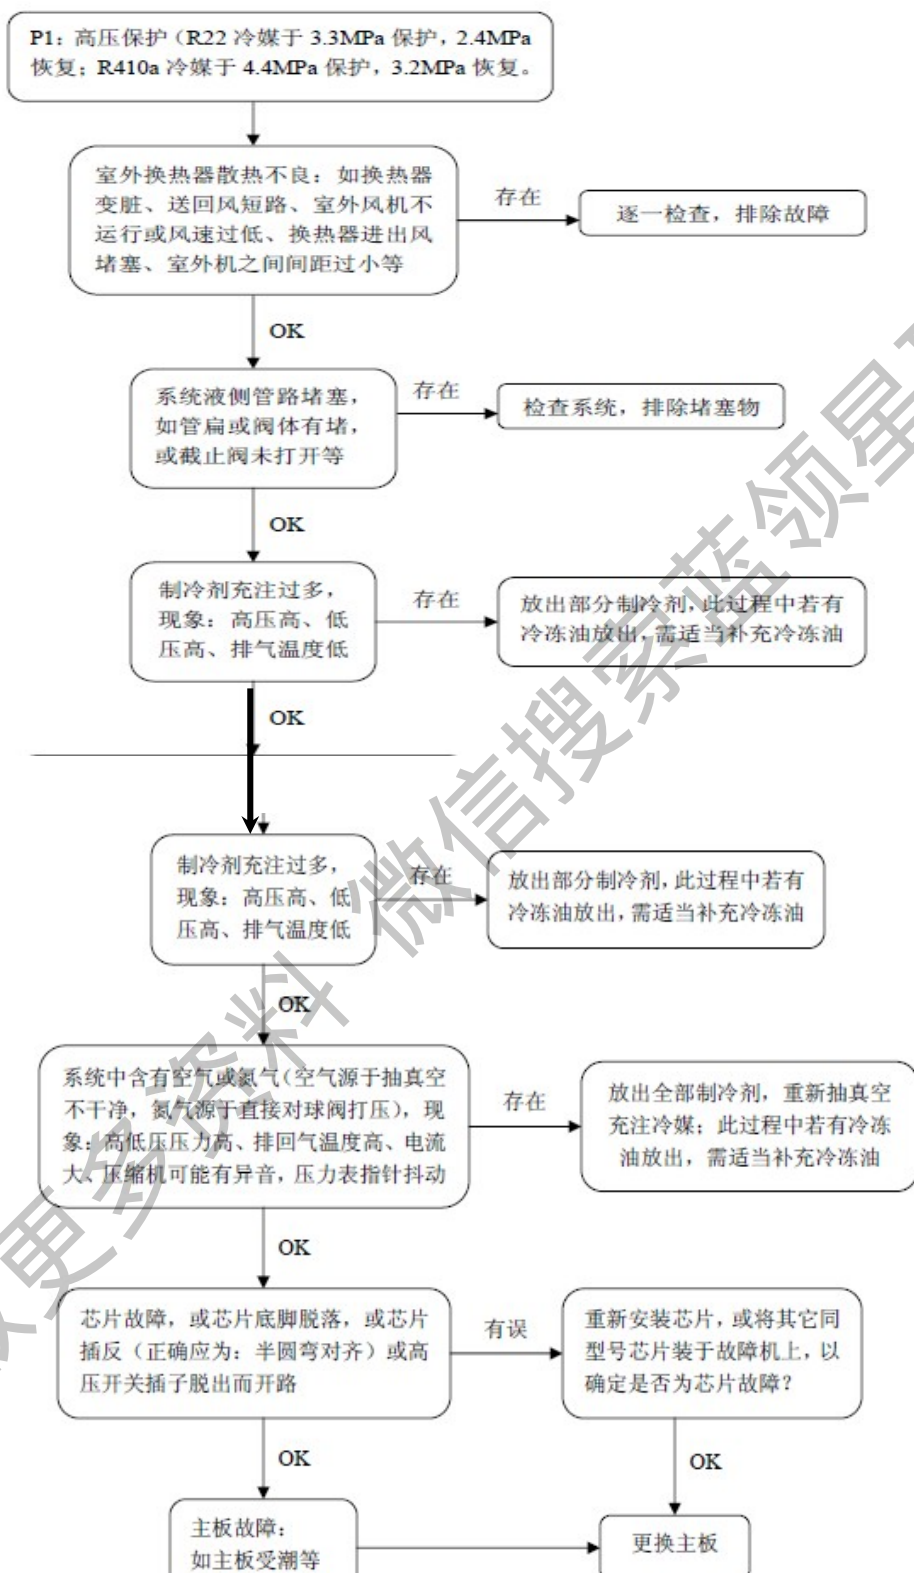 P1：高压保护（R22 冷媒于 3.3MPa 保护，2.4MPa
恢复；R410a 冷媒于 4.4MPa 保护，3.2MPa 恢复。
室外换热器散热不良：如换热器
变脏、送回风短路、室外风机不
运行或风速过低、换热器进出风
堵塞、室外机之间间距过小等
存在
逐一检查，排除故障
OK
系统液侧管路堵塞，
如管扁或阀体有堵，
或截止阀未打开等
存在
检查系统，排除堵塞物
OK
制冷剂充注过多，
现象：高压高、低
压高、排气温度低
存在
放出部分制冷剂，此过程中若有
冷冻油放出，需适当补充冷冻油
OK
制冷剂充注过多，
现象：高压高、低
压高、排气温度低
存在
放出部分制冷剂，此过程中若有
冷冻油放出，需适当补充冷冻油
OK
系统中含有空气或氮气（空气源于抽真空
不干净，氮气源于直接对球阀打压），现
象：高低压压力高、排回气温度高、电流
大、压缩机可能有异音，压力表指针抖动
存在
放出全部制冷剂，重新抽真空
充注冷媒；此过程中若有冷冻
油放出，需适当补充冷冻油
OK
芯片故障，或芯片底脚脱落，或芯片
插反（正确应为：半圆弯对齐）或高
压开关插子脱出而开路
有误
重新安装芯片，或将其它同
型号芯片装于故障机上，以
确定是否为芯片故障？
OK
OK
主板故障：
如主板受潮等
更换主板
更多资料 微信搜索蓝领星